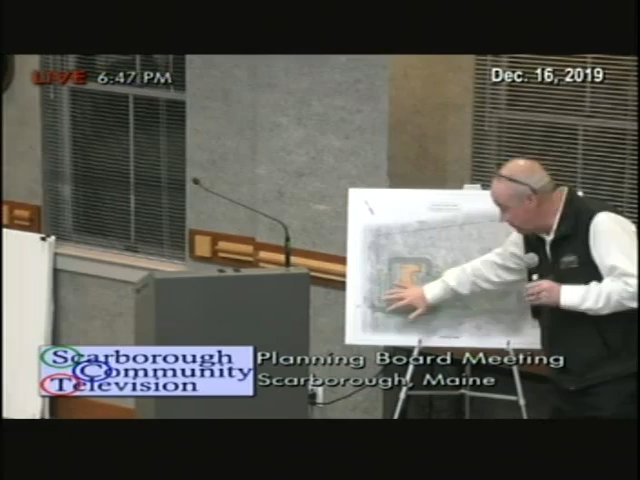 LIVE 6:47 PM
Dec. 16, 2019
Scarborough
Community
Television
Planning Board Meeting
Scarborough, Maine